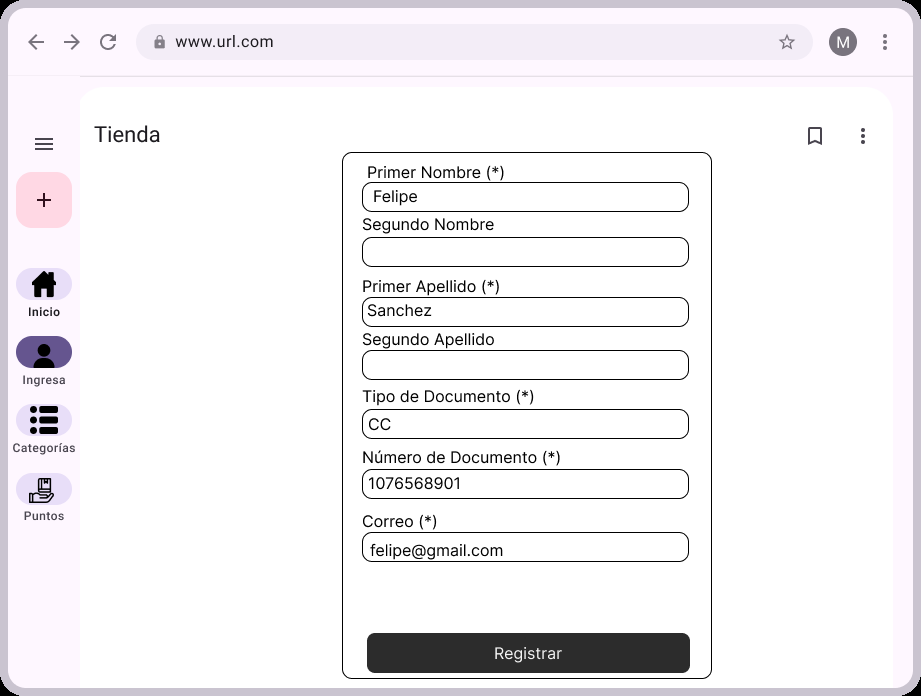 www.url.com
M
Tienda
+
Inicio
Ingresa
Categorías
Puntos
Primer Nombre (*)
Felipe
Segundo Nombre
Primer Apellido (*)
Sanchez
Segundo Apellido
Tipo de Documento (*)
CC
Número de Documento (*)
1076568901
Correo (*)
felipe@gmail.com
Registrar